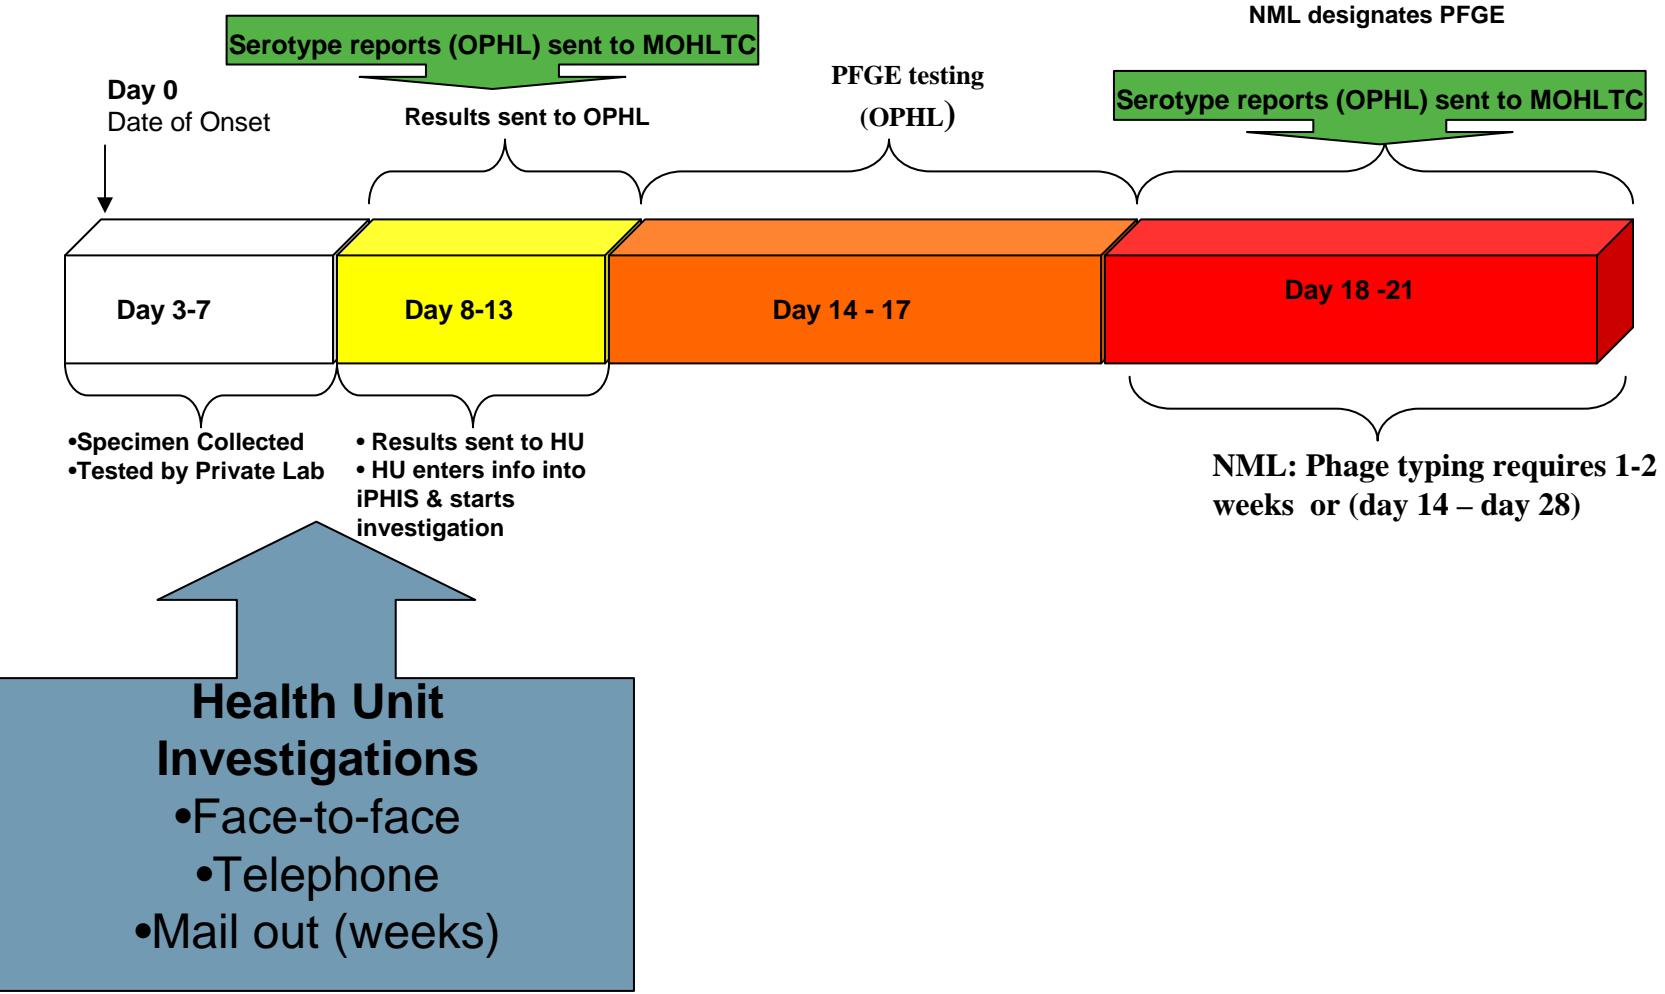 NML designates PFGE
Serotype reports (OPHL) sent to MOHLTC
PFGE testing
(OPHL)
Serotype reports (OPHL) sent to MOHLTC
Day 0
Date of Onset
Results sent to OPHL
Day 3-7
Day 8-13
Day 14 - 17
Day 18 -21
•Specimen Collected
•Tested by Private Lab
• Results sent to HU
• HU enters info into
iPHIS & starts
investigation
NML: Phage typing requires 1-2
weeks or (day 14 – day 28)
Health Unit
Investigations
•Face-to-face
•Telephone
•Mail out (weeks)